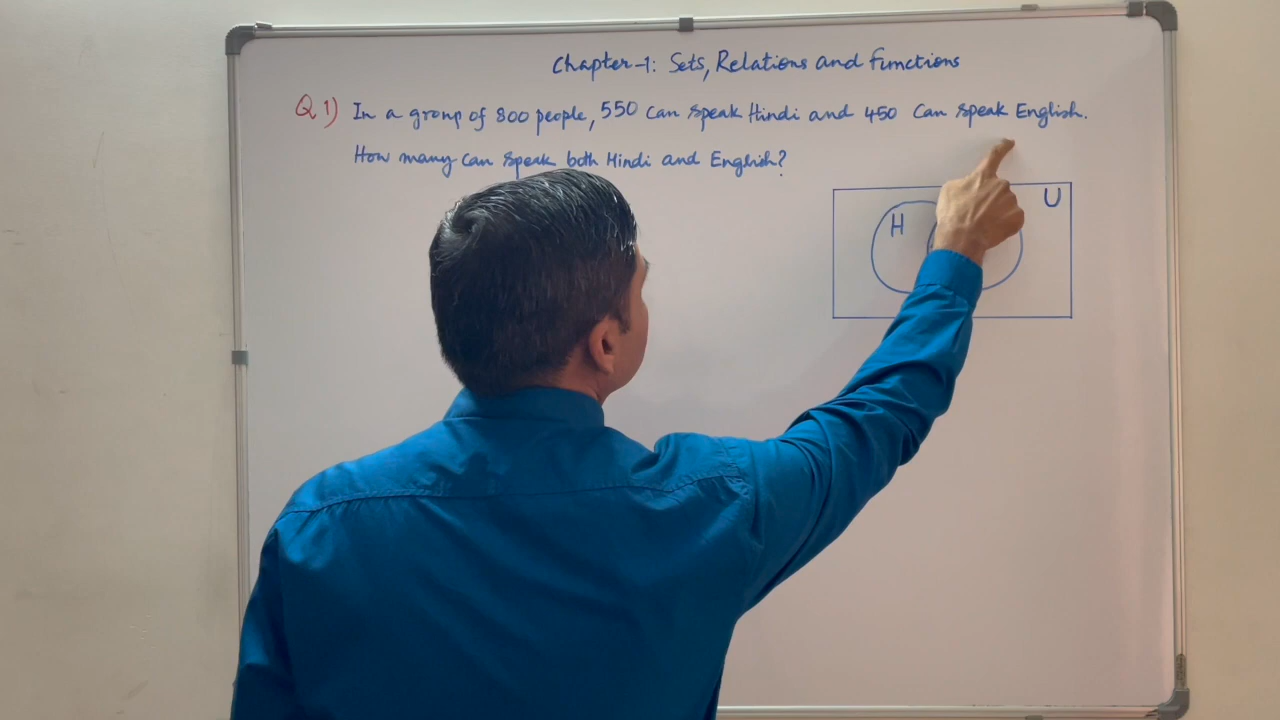 Chapter-1: Sets, Relations and Functions
Q 1) In a group of 800 people, 550 can speak Hindi and 450 can speak English.
How many can speak both Hindi and English?
H
U